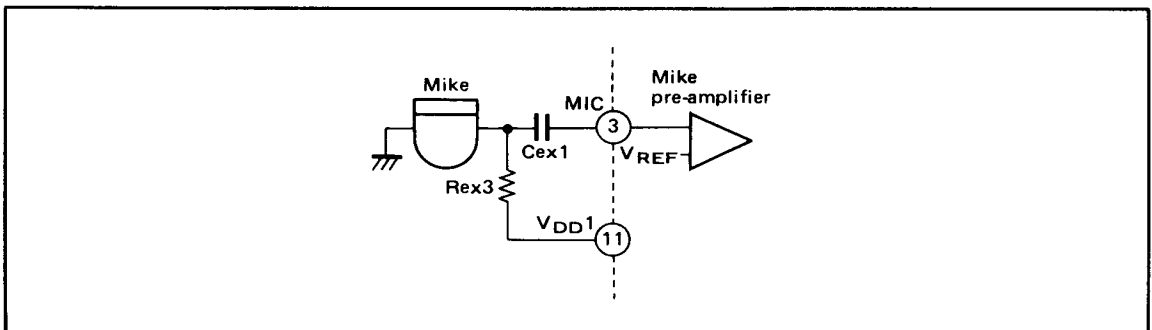 Mike
MIC
3
Mike
pre-amplifier
VREF
Cex1
Rex3
VDD1
11